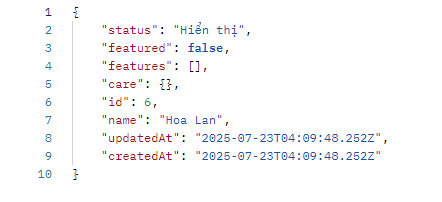 1 {
2 "status": "Hiển thị",
3 "featured": false,
4 "features": [],
5 "care": {},
6 "id": 6,
7 "name": "Hoa Lan",
8 "updatedAt": "2025-07-23T04:09:48.252Z",
9 "createdAt": "2025-07-23T04:09:48.252Z"
10 }